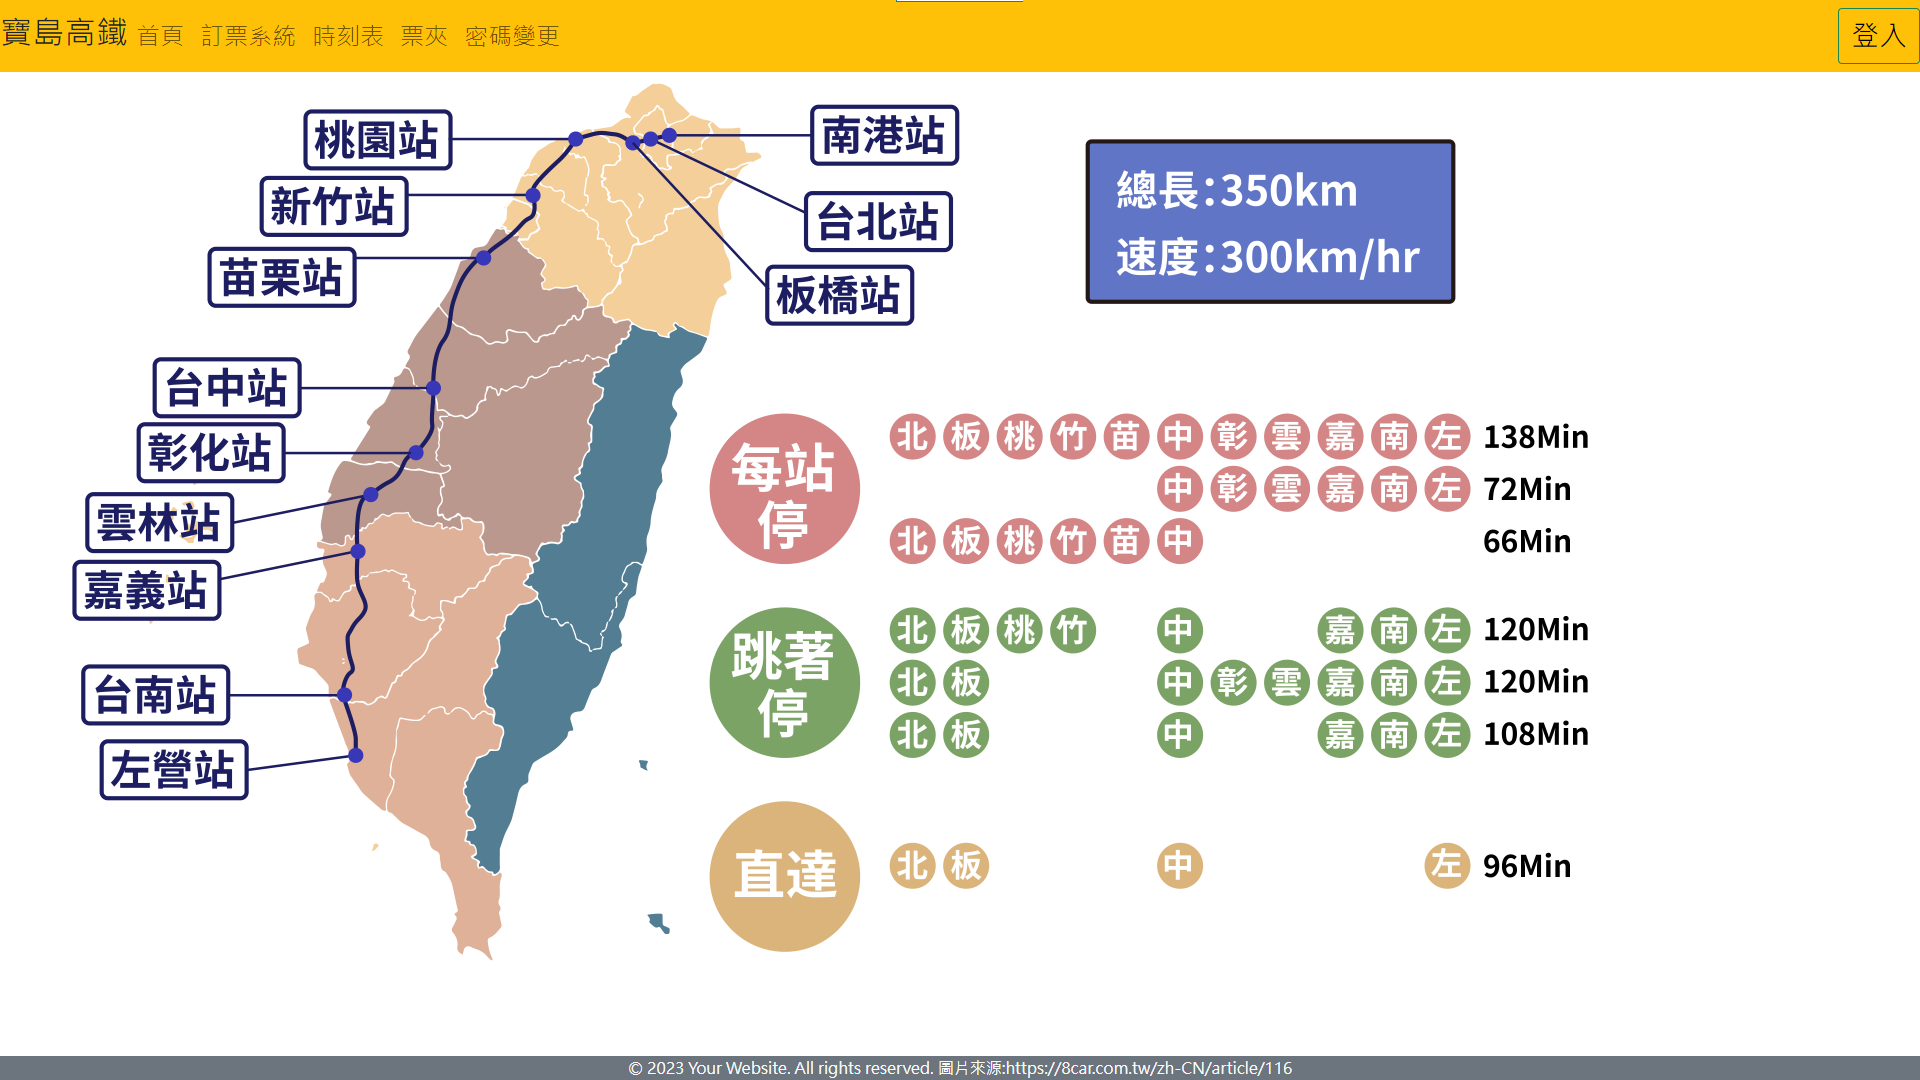 寶島高鐵 首頁 訂票系統 時刻表 票夾 密碼變更 登入
桃園站
南港站
新竹站
台北站
苗栗站
板橋站
台中站
彰化站
雲林站
嘉義站
台南站
左營站
總長:350km
速度:300km/hr
每站
停
北 板 桃 竹 苗 中 彰 雲 嘉 南 左 138Min
中 彰 雲 嘉 南 左 72Min
北 板 桃 竹 苗 中 66Min
跳著
停
北 板 桃 竹 中 嘉 南 左 120Min
北 板 中 彰 雲 嘉 南 左 120Min
北 板 中 嘉 南 左 108Min
直達
北 板 中 左 96Min
© 2023 Your Website. All rights reserved. 圖片來源:https://8car.com.tw/zh-CN/article/116